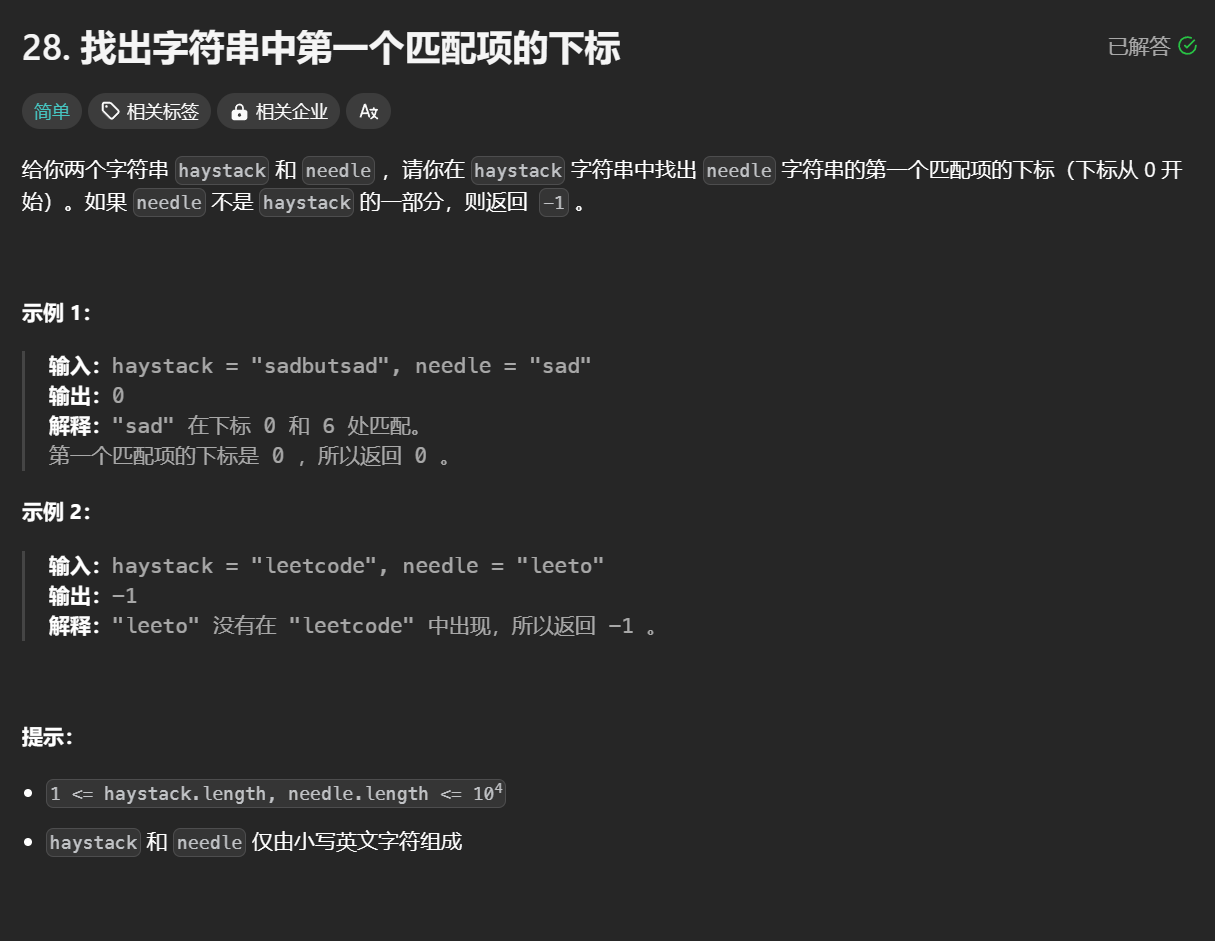 28. 找出字符串中第一个匹配项的下标
已解答
简单 相关标签 相关企业 Ax
给你两个字符串 haystack 和 needle ，请你在 haystack 字符串中找出 needle 字符串的第一个匹配项的下标（下标从 0 开
始）。如果 needle 不是 haystack 的一部分，则返回 -1 。
示例 1：
输入：haystack = "sadbutsad", needle = "sad"
输出：0
解释："sad" 在下标 0 和 6 处匹配。
第一个匹配项的下标是 0 ，所以返回 0 。
示例 2：
输入：haystack = "leetcode", needle = "leeto"
输出：-1
解释："leeto" 没有在 "leetcode" 中出现，所以返回 -1 。
提示：
1 <= haystack.length, needle.length <= 10⁴
haystack 和 needle 仅由小写英文字符组成